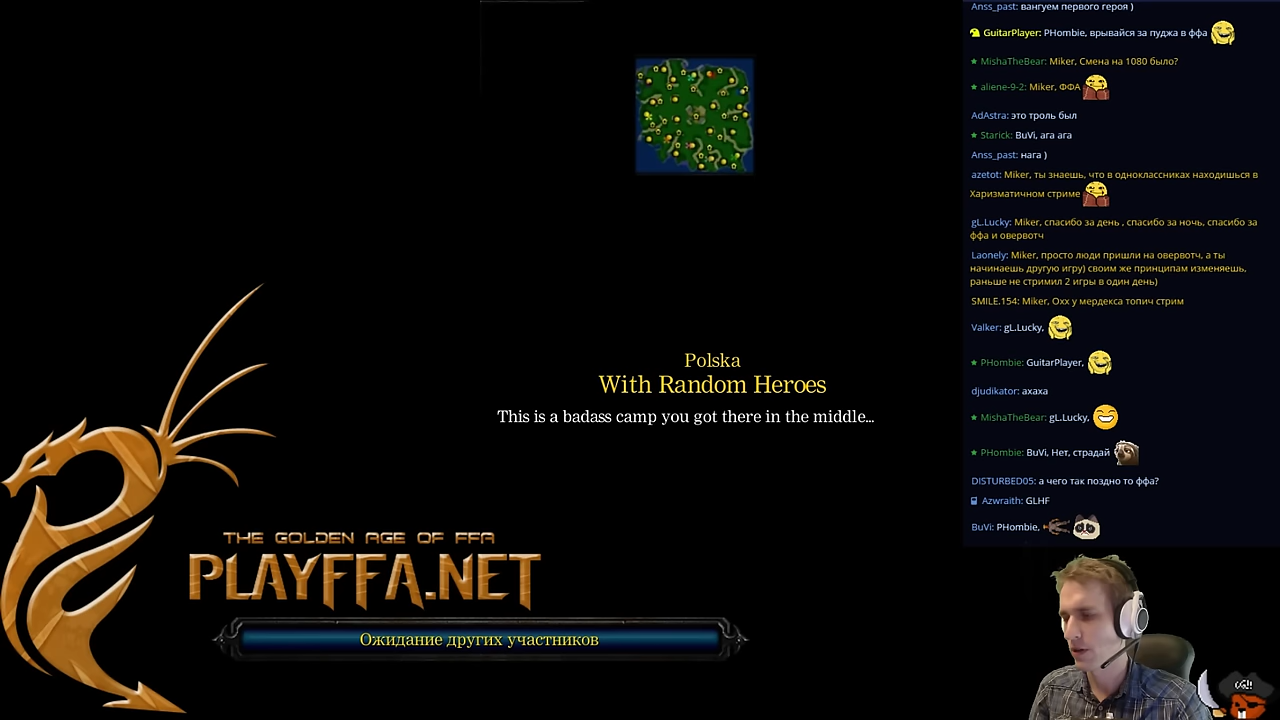 Polska
With Random Heroes
This is a badass camp you got there in the middle...
THE GOLDEN AGE OF FFA
PLAYFFA.NET
Ожидание других участников
Anss_past: вангуем первого героя )
GuitarPlayer: PHombie, врывайся за пуджа в ффа
MishaTheBear: Miker, Смена на 1080 было?
aliene-9-2: Miker, ФФА
AdAstra: это троль был
Starick: BuVi, ага ага
Anss_past: нага )
azetot: Miker, ты знаешь, что в одноклассниках находишься в
Харизматичном стриме
gL.Lucky: Miker, спасибо за день , спасибо за ночь, спасибо за
ффа и овервотч
Laonely: Miker, просто люди пришли на овервотч, а ты
начинаешь другую игру) своим же принципам изменяешь,
раньше не стримил 2 игры в один день)
SMILE.154: Miker, Охх у мердекса топич стрим
Valker: gL.Lucky,
PHombie: GuitarPlayer,
djudikator: ахаха
MishaTheBear: gL.Lucky,
PHombie: BuVi, Нет, страдай
DISTURBED05: а чего так поздно то ффа?
Azwraith: GLHF
BuVi: PHombie,